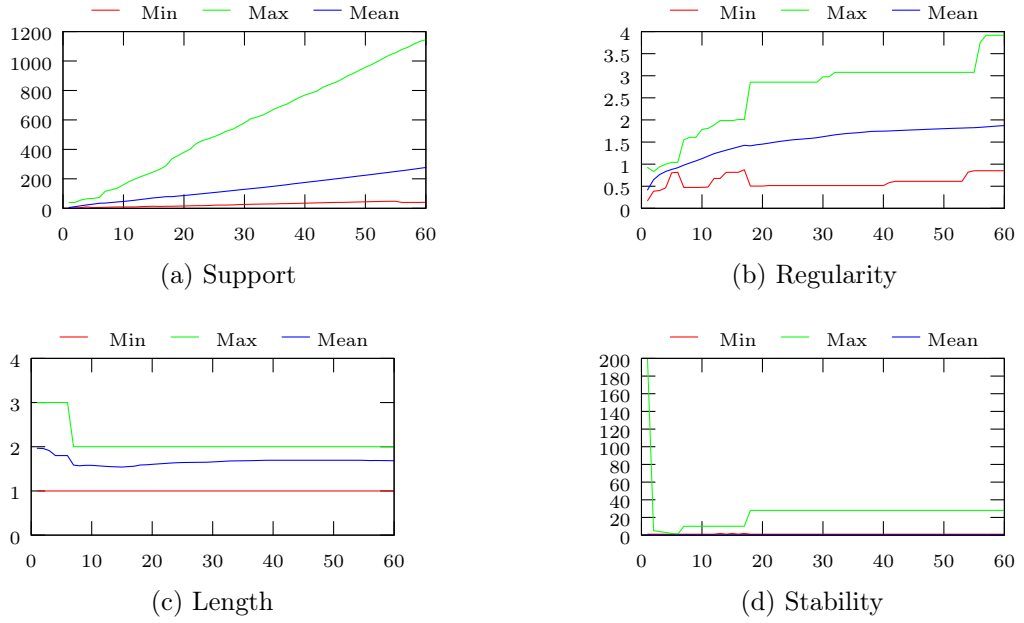 Min Max Mean
1200
1000
800
600
400
200
0
0 10 20 30 40 50 60
(a) Support
Min Max Mean
4
3.5
3
2.5
2
1.5
1
0.5
0
0 10 20 30 40 50 60
(b) Regularity
Min Max Mean
4
3
2
1
0
0 10 20 30 40 50 60
(c) Length
Min Max Mean
200
180
160
140
120
100
80
60
40
20
0
0 10 20 30 40 50 60
(d) Stability